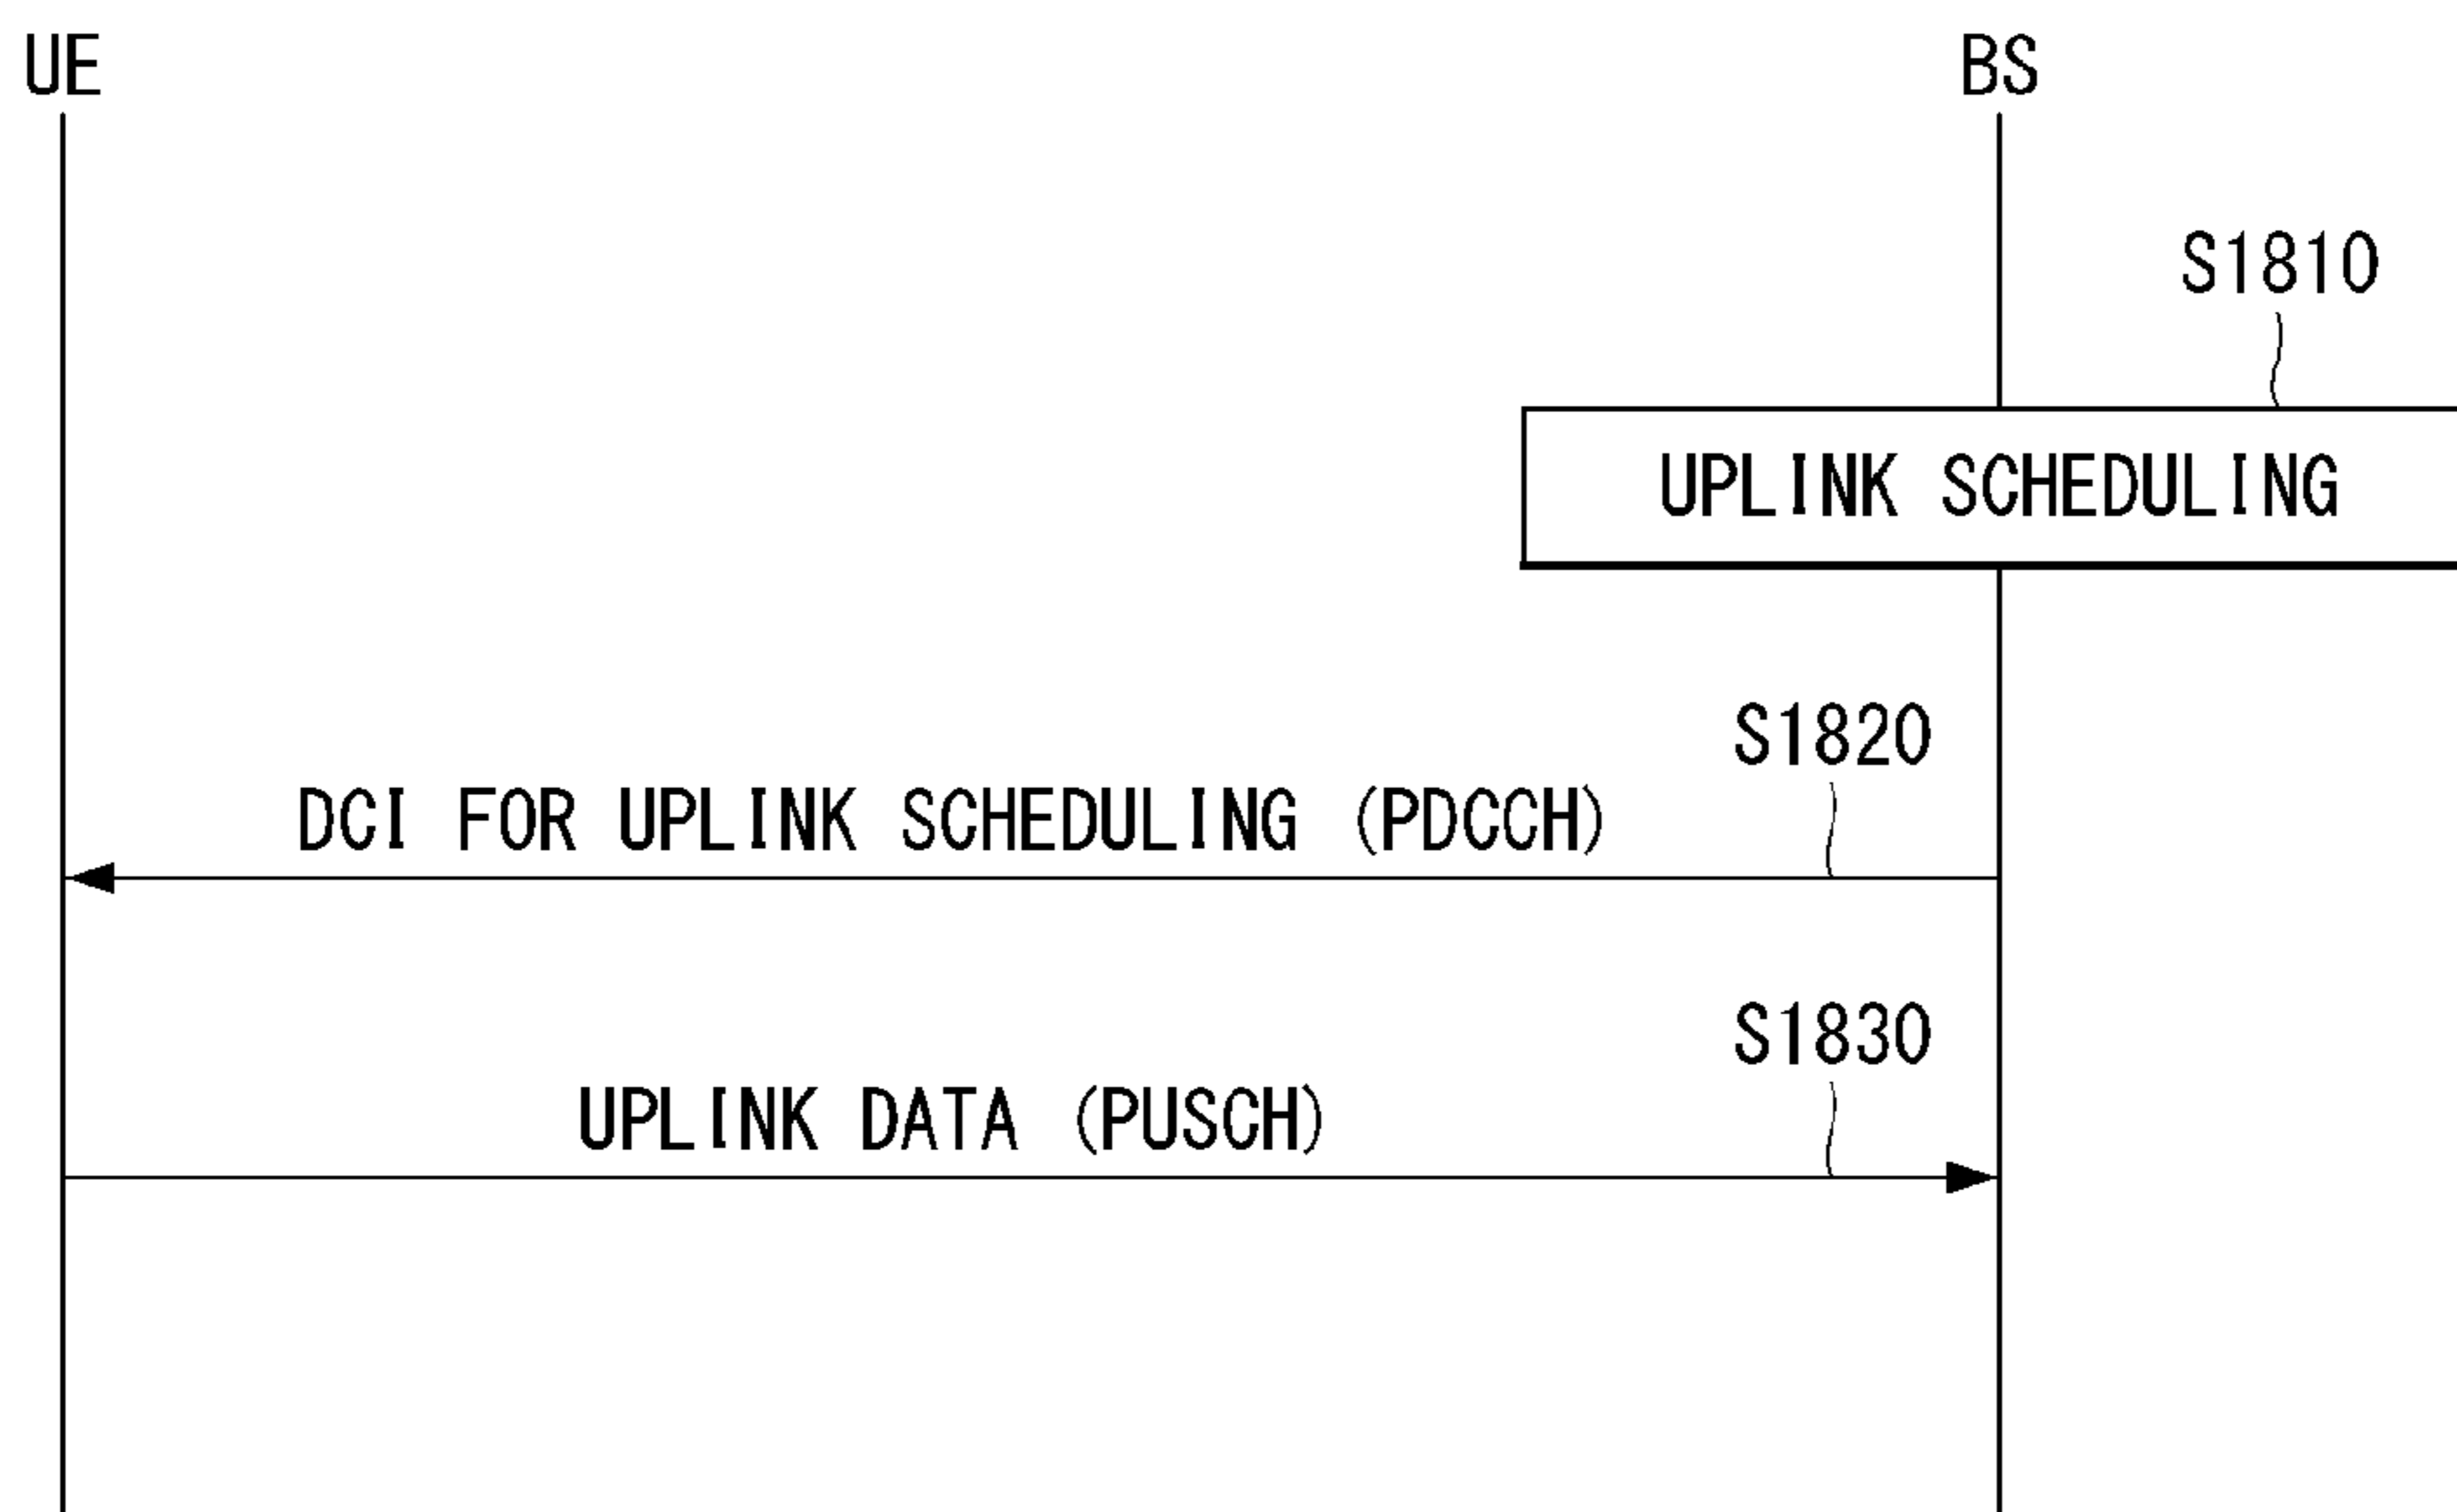 UE
BS
S1810
UPLINK SCHEDULING
S1820
DCI FOR UPLINK SCHEDULING (PDCCH)
S1830
UPLINK DATA (PUSCH)